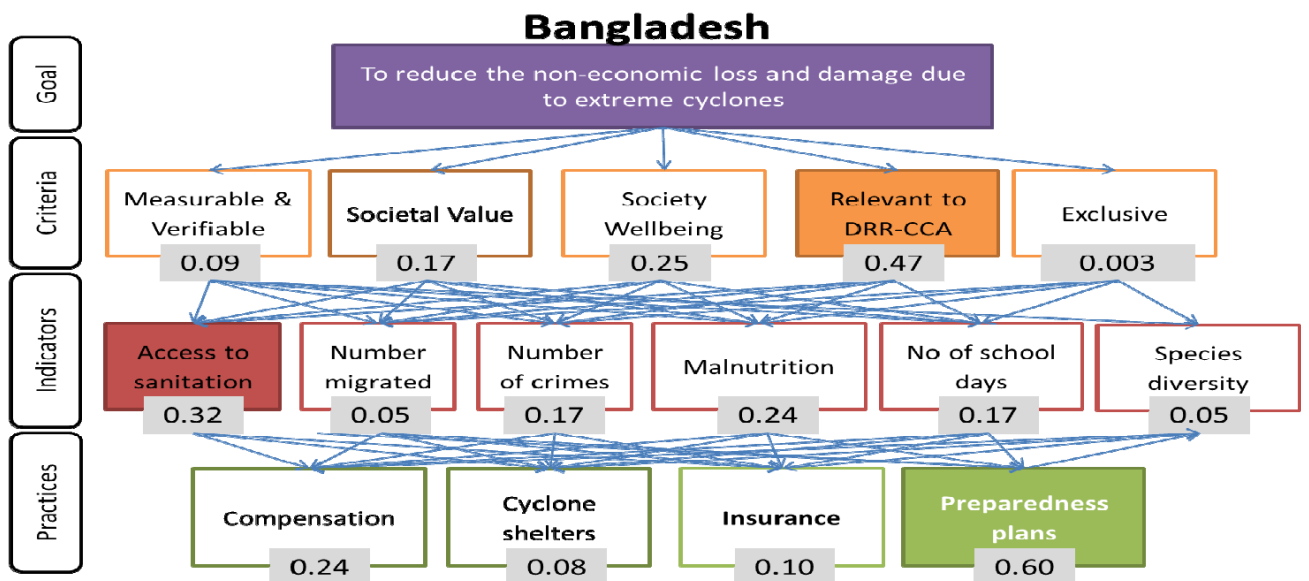 Bangladesh
Goal
To reduce the non-economic loss and damage due
to extreme cyclones
Criteria
Measurable &
Verifiable
0.09
Societal Value
0.17
Society
Wellbeing
0.25
Relevant to
DRR-CCA
0.47
Exclusive
0.003
Indicators
Access to
sanitation
0.32
Number
migrated
0.05
Number
of crimes
0.17
Malnutrition
0.24
No of school
days
0.17
Species
diversity
0.05
Practices
Compensation
0.24
Cyclone
shelters
0.08
Insurance
0.10
Preparedness
plans
0.60